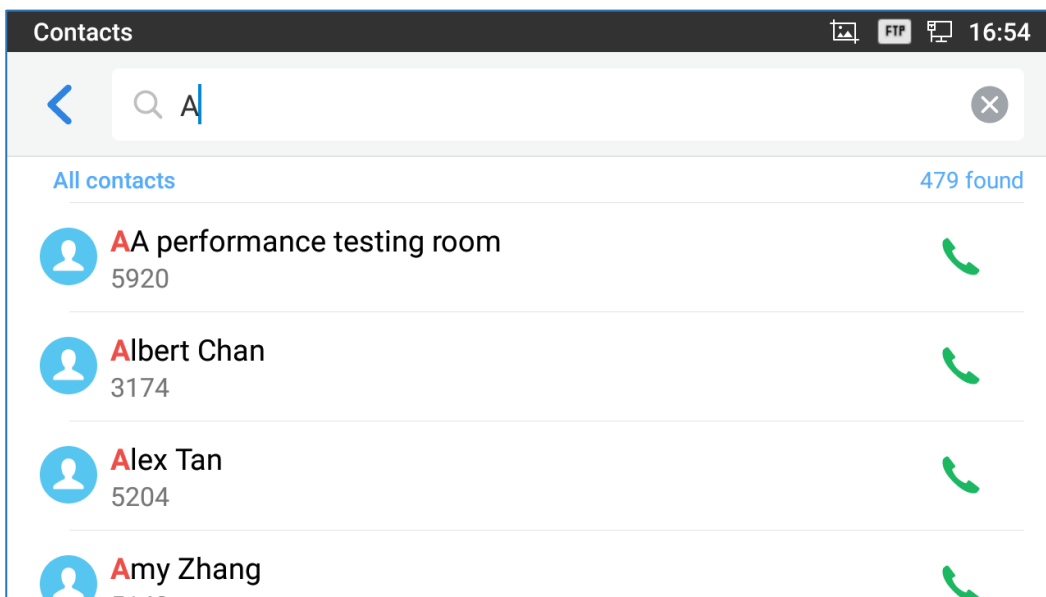 Contacts FTP 16:54
A
All contacts 479 found
AA performance testing room
5920
Albert Chan
3174
Alex Tan
5204
Amy Zhang